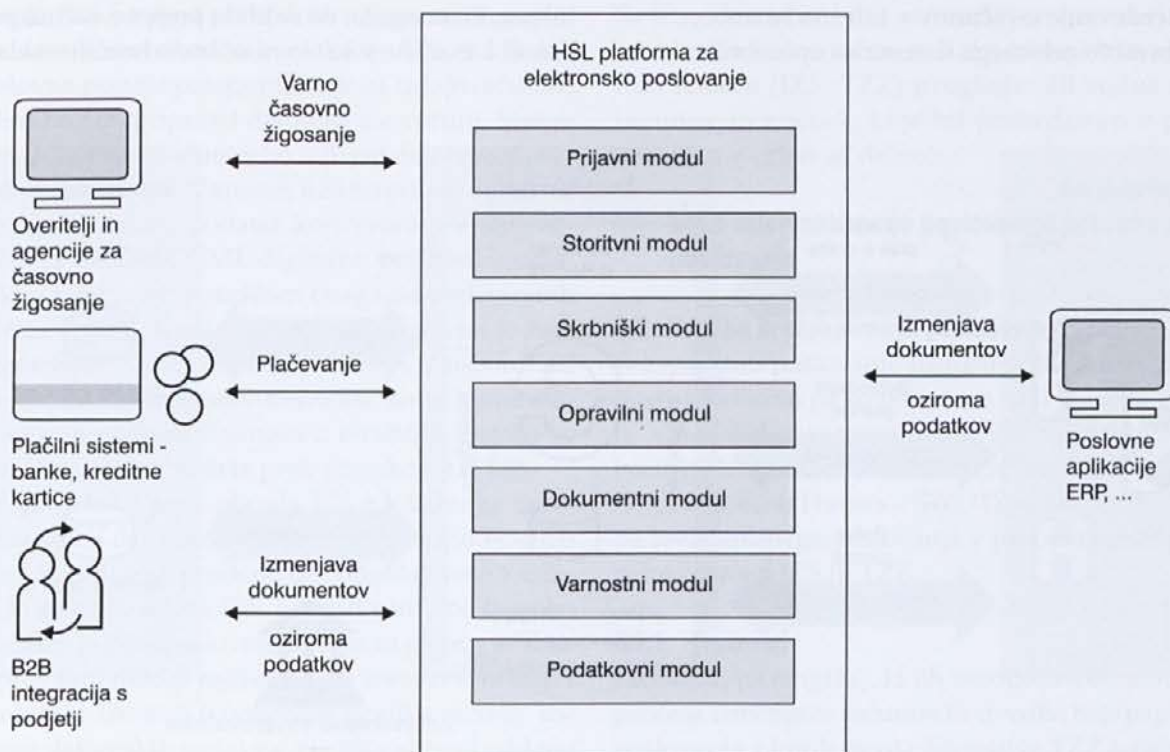 HSL platforma za
elektronsko poslovanje
Varno
časovno
žigosanje
Prijavni modul
Overitelji in
agencije za
časovno
žigosanje
Storitvni modul
Skrbniški modul
Plačevanje
Opravilni modul
Plačilni sistemi -
banke, kreditne
kartice
Izmenjava
dokumentov
oziroma
podatkov
Poslovne
aplikacije
ERP, ...
Dokumentni modul
Izmenjava
dokumentov
oziroma
podatkov
Varnostni modul
Podatkovni modul
B2B
integracija s
podjetji